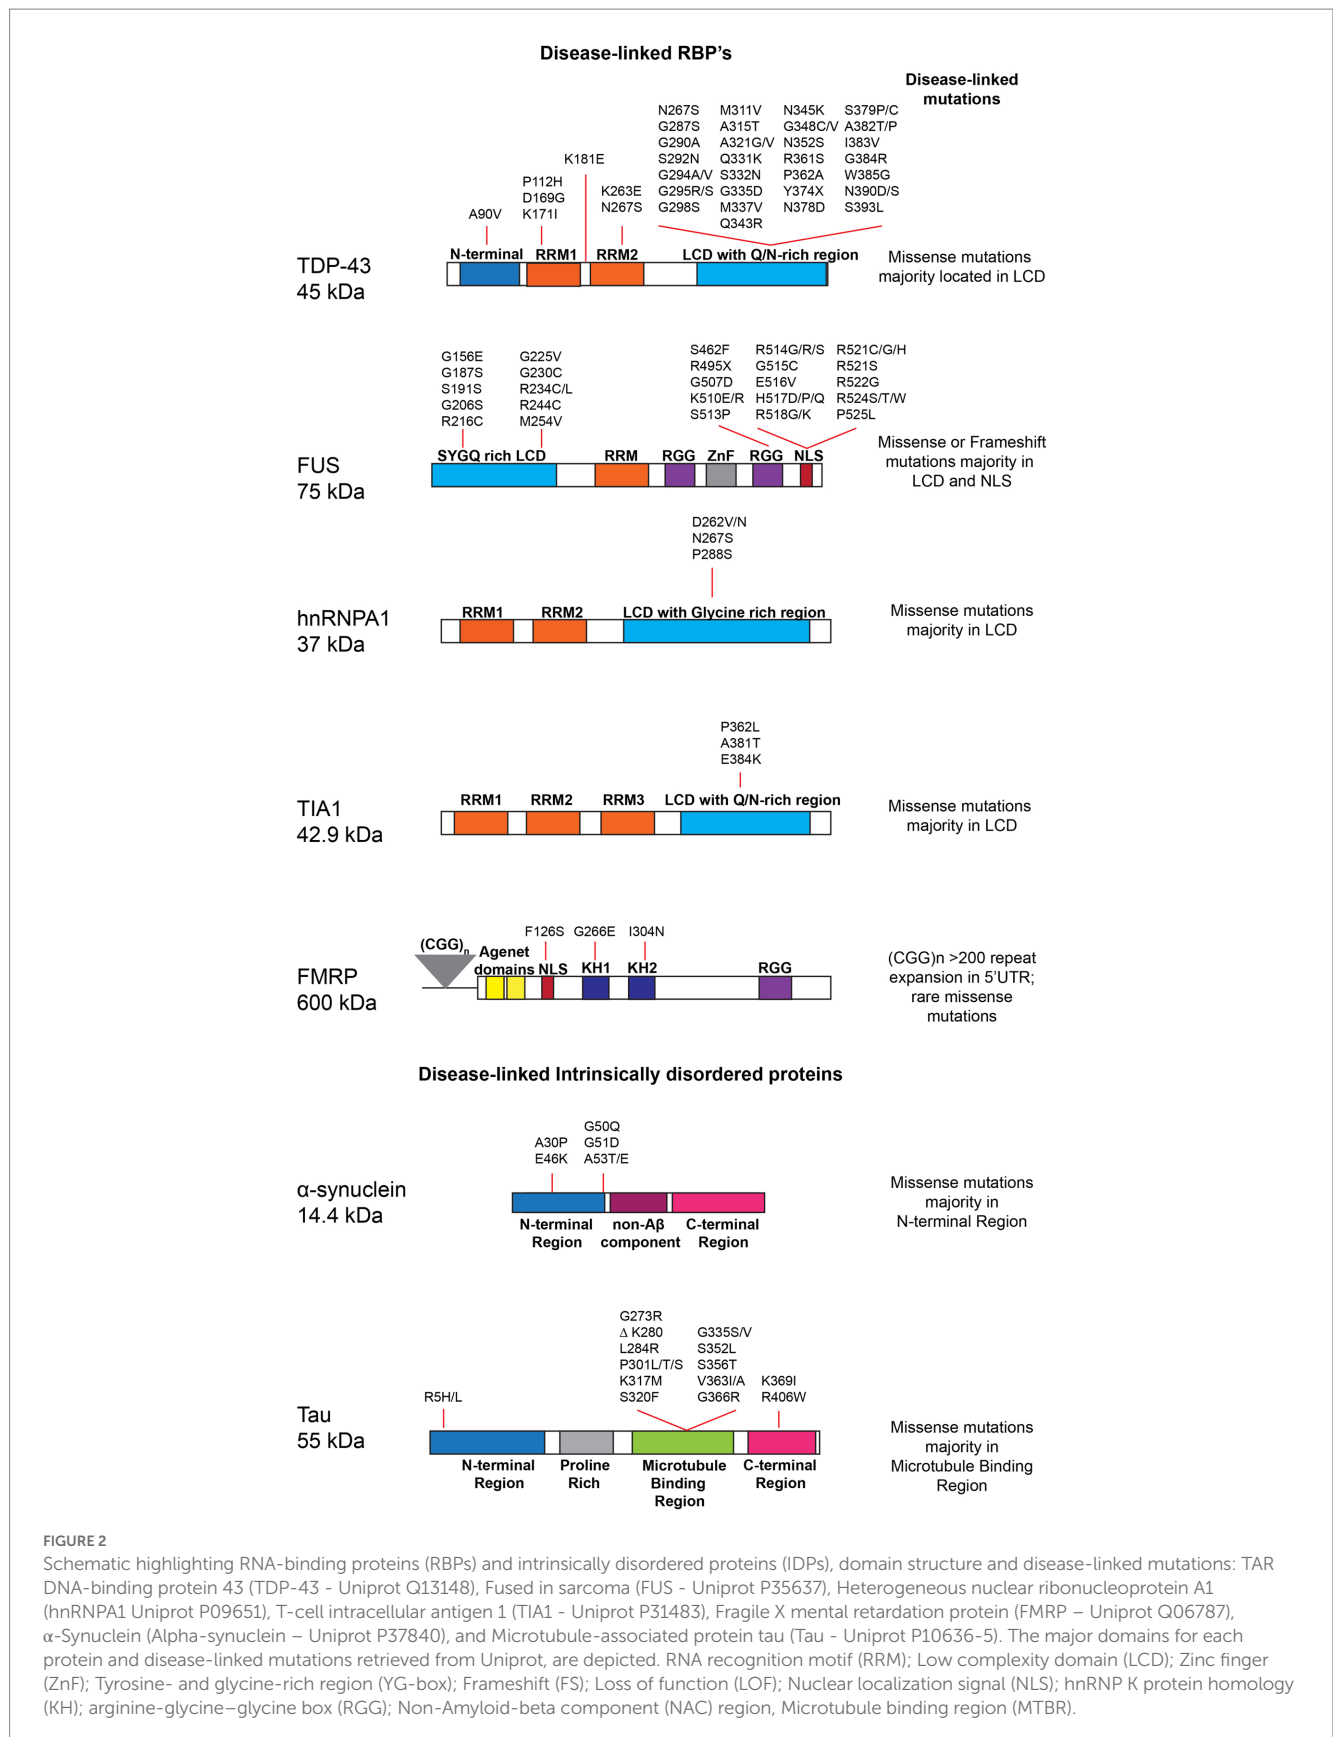 Disease-linked RBP's
Disease-linked
mutations
N267S M311V N345K S379P/C
G287S A315T G348C/V A382T/P
G290A A321G/V N352S I383V
S292N Q331K R361S G384R
G294A/V S332N P362A W385G
G295R/S G335D Y374X N390D/S
G298S M337V N378D S393L
Q343R
K181E
P112H
D169G
K171I
K263E
N267S
A90V
N-terminal RRM1 RRM2 LCD with Q/N-rich region
TDP-43
45 kDa
Missense mutations
majority located in LCD
G156E G225V
G187S G230C
S191S R234C/L
G206S R244C
R216C M254V
S462F R514G/R/S R521C/G/H
R495X G515C R521S
G507D E516V R522G
K510E/R H517D/P/Q R524S/T/W
S513P R518G/K P525L
SYGQ rich LCD RRM RGG ZnF RGG NLS
FUS
75 kDa
Missense or Frameshift
mutations majority in
LCD and NLS
D262V/N
N267S
P288S
RRM1 RRM2 LCD with Glycine rich region
hnRNPA1
37 kDa
Missense mutations
majority in LCD
P362L
A381T
E384K
RRM1 RRM2 RRM3 LCD with Q/N-rich region
TIA1
42.9 kDa
Missense mutations
majority in LCD
F126S G266E I304N
(CGG)n Agenet
domains NLS KH1 KH2 RGG
FMRP
600 kDa
(CGG)n >200 repeat
expansion in 5'UTR;
rare missense
mutations
Disease-linked Intrinsically disordered proteins
A30P
E46K
G50Q
G51D
A53T/E
α-synuclein
14.4 kDa
N-terminal
Region
non-Aβ
component
C-terminal
Region
Missense mutations
majority in
N-terminal Region
G273R
Δ K280 G335S/V
L284R S352L
P301L/T/S S356T
K317M V363I/A K369I
S320F G366R R406W
R5H/L
Tau
55 kDa
N-terminal
Region
Proline
Rich
Microtubule
Binding
Region
C-terminal
Region
Missense mutations
majority in
Microtubule Binding
Region
FIGURE 2
Schematic highlighting RNA-binding proteins (RBPs) and intrinsically disordered proteins (IDPs), domain structure and disease-linked mutations: TAR
DNA-binding protein 43 (TDP-43 - Uniprot Q13148), Fused in sarcoma (FUS - Uniprot P35637), Heterogeneous nuclear ribonucleoprotein A1
(hnRNPA1 Uniprot P09651), T-cell intracellular antigen 1 (TIA1 - Uniprot P31483), Fragile X mental retardation protein (FMRP – Uniprot Q06787),
α-Synuclein (Alpha-synuclein – Uniprot P37840), and Microtubule-associated protein tau (Tau - Uniprot P10636-5). The major domains for each
protein and disease-linked mutations retrieved from Uniprot, are depicted. RNA recognition motif (RRM); Low complexity domain (LCD); Zinc finger
(ZnF); Tyrosine- and glycine-rich region (YG-box); Frameshift (FS); Loss of function (LOF); Nuclear localization signal (NLS); hnRNP K protein homology
(KH); arginine-glycine–glycine box (RGG); Non-Amyloid-beta component (NAC) region, Microtubule binding region (MTBR).